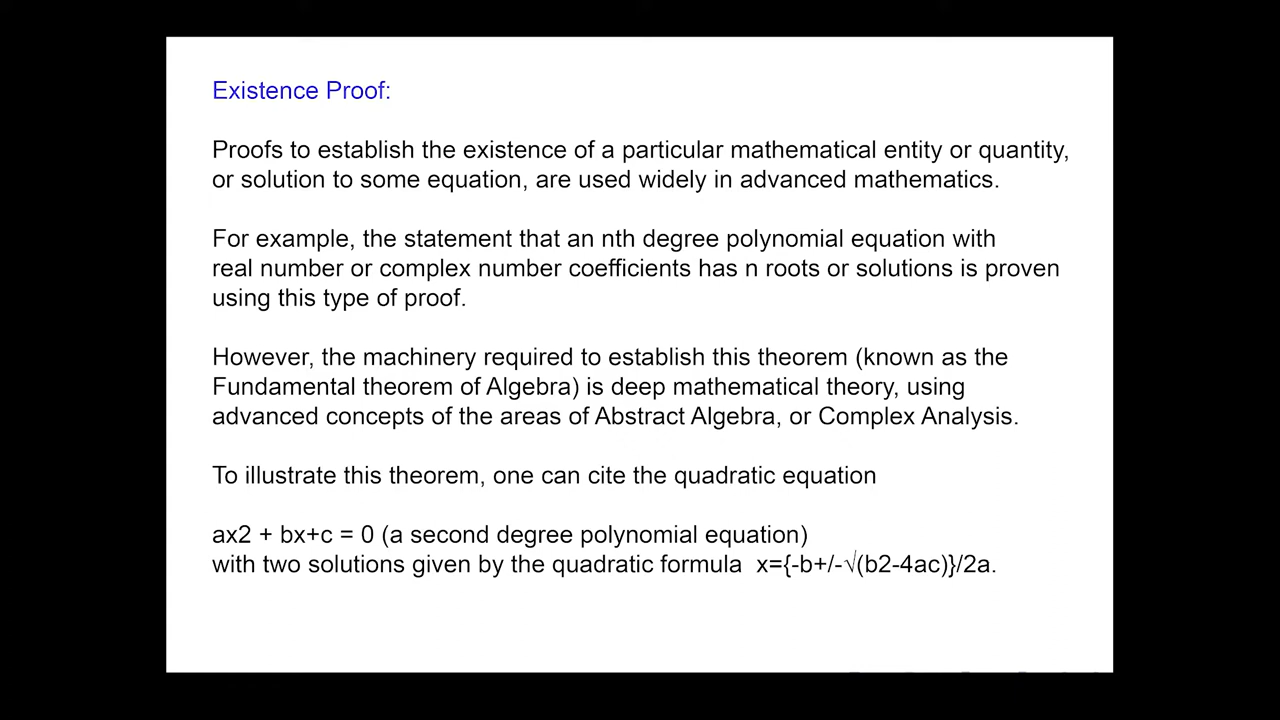 Existence Proof:
Proofs to establish the existence of a particular mathematical entity or quantity,
or solution to some equation, are used widely in advanced mathematics.
For example, the statement that an nth degree polynomial equation with
real number or complex number coefficients has n roots or solutions is proven
using this type of proof.
However, the machinery required to establish this theorem (known as the
Fundamental theorem of Algebra) is deep mathematical theory, using
advanced concepts of the areas of Abstract Algebra, or Complex Analysis.
To illustrate this theorem, one can cite the quadratic equation
ax2 + bx+c = 0 (a second degree polynomial equation)
with two solutions given by the quadratic formula  x={-b+/-√(b2-4ac)}/2a.